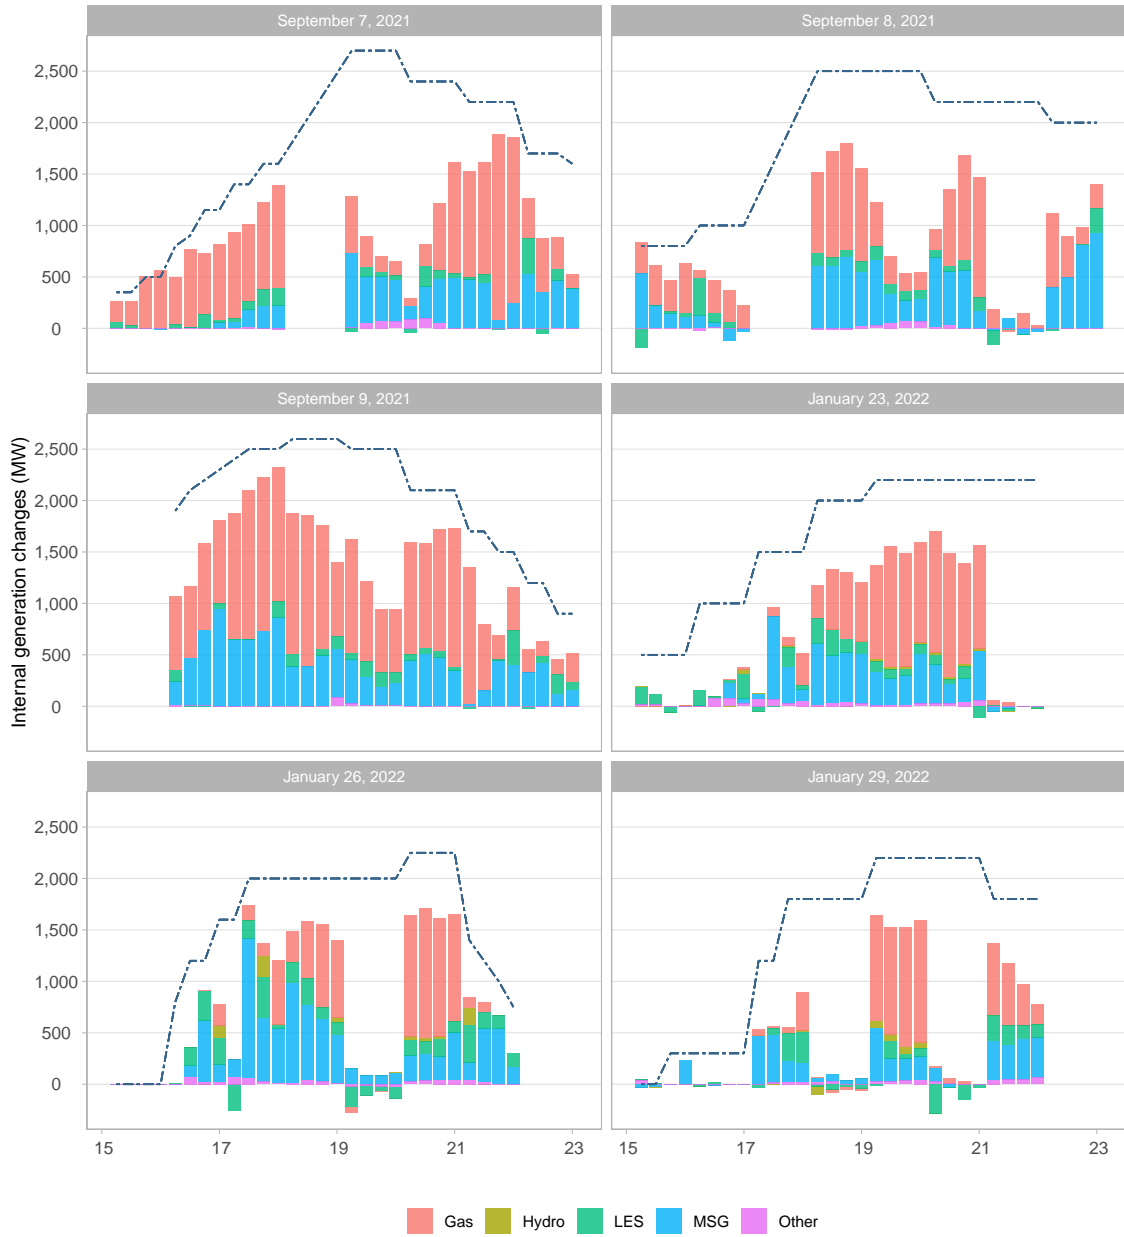 September 7, 2021
September 8, 2021
2,500
2,000
1,500
1,000
500
0
September 9, 2021
January 23, 2022
Internal generation changes (MW)
2,500
2,000
1,500
1,000
500
0
January 26, 2022
January 29, 2022
2,500
2,000
1,500
1,000
500
0
15 17 19 21 23 15 17 19 21 23
Gas Hydro LES MSG Other